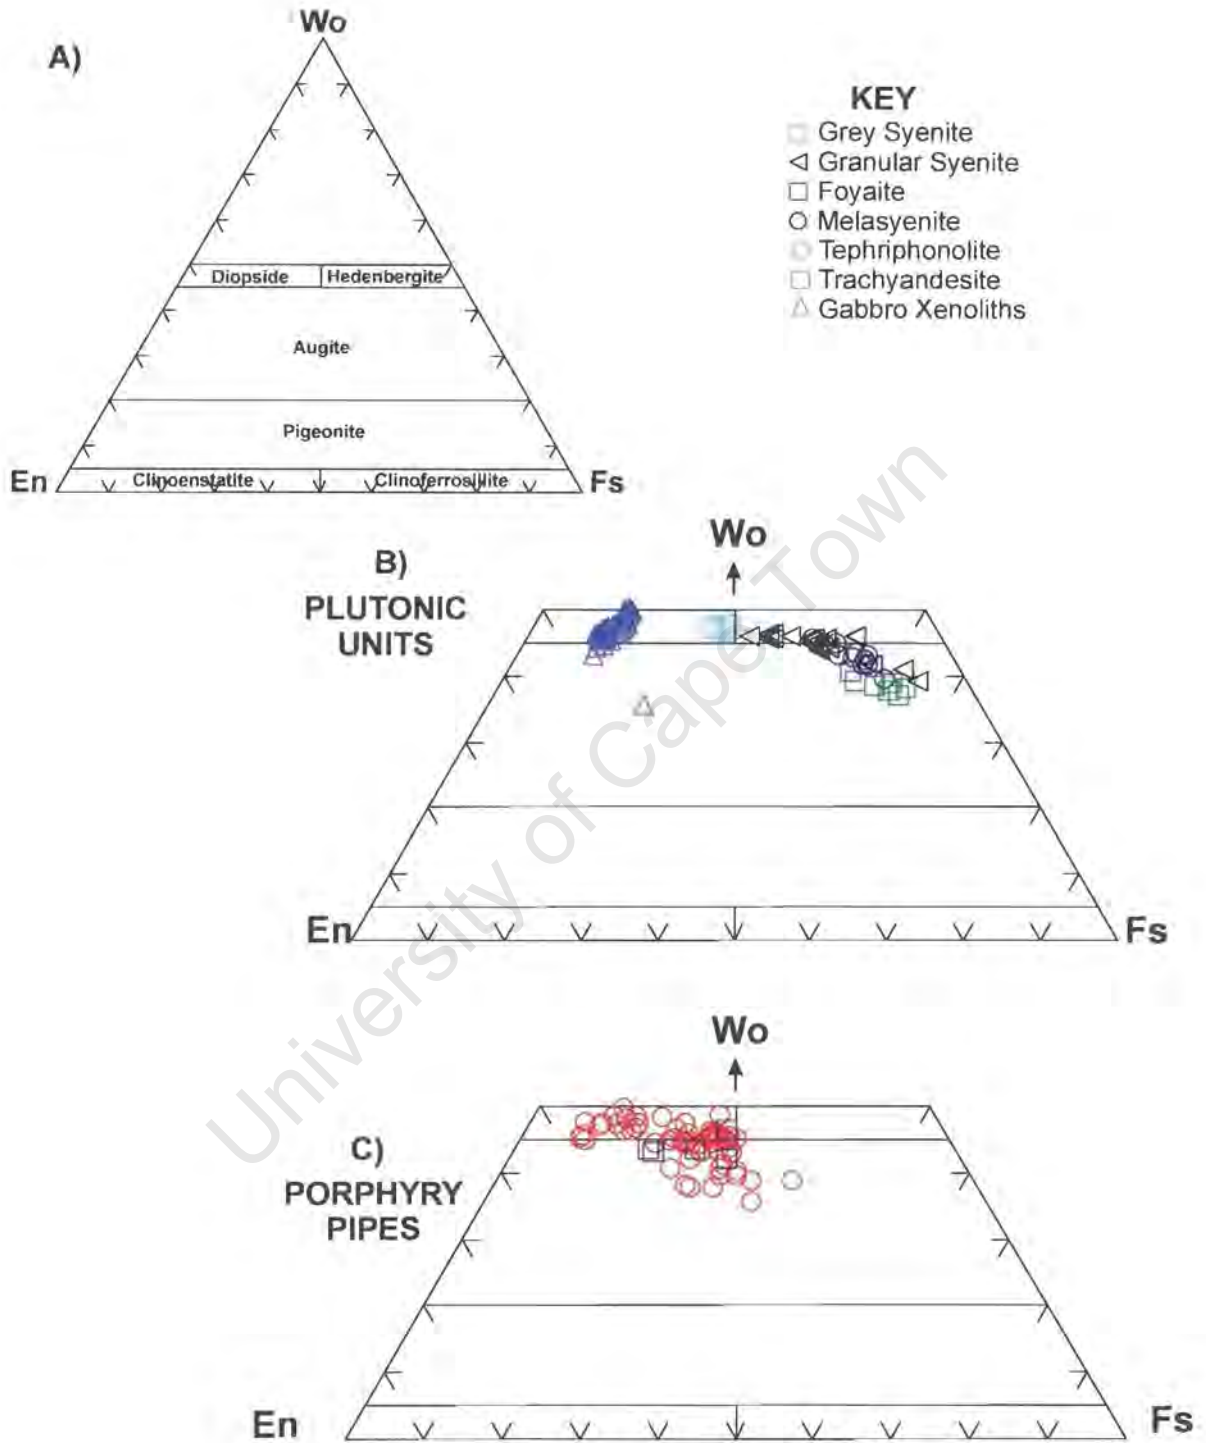 A)
Wo
Diopside
Hedenbergite
Augite
Pigeonite
Clinoenstatite
Clinoferrosillite
En
Fs
KEY
Grey Syenite
Granular Syenite
Foyaite
Melasyenite
Tephriphonolite
Trachyandesite
Gabbro Xenoliths
B)
PLUTONIC
UNITS
Wo
En
Fs
C)
PORPHYRY
PIPES
Wo
En
Fs
University of Cape Town